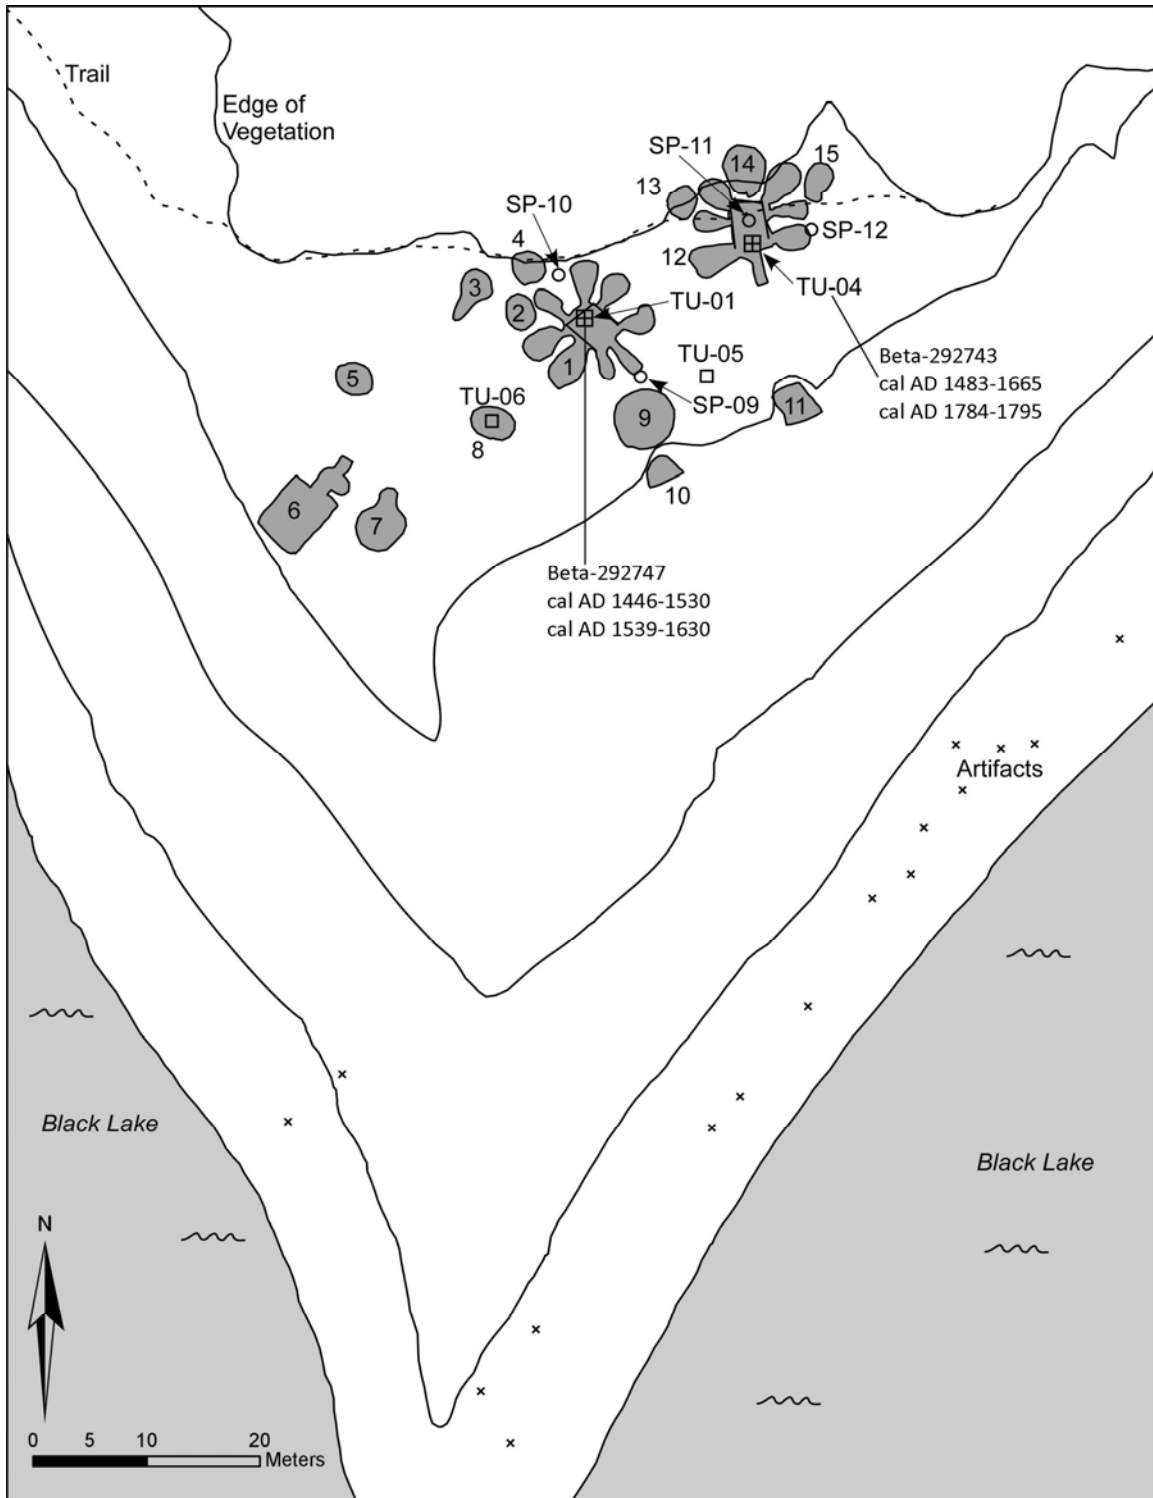 Trail
Edge of
Vegetation
SP-11
14
15
13
SP-10
SP-12
4
12
3
TU-04
2
TU-01
Beta-292743
cal AD 1483-1665
cal AD 1784-1795
TU-05
1
5
TU-06
SP-09
11
9
8
10
6
7
Beta-292747
cal AD 1446-1530
cal AD 1539-1630
Artifacts
Black Lake
Black Lake
N
0 5 10 20
Meters